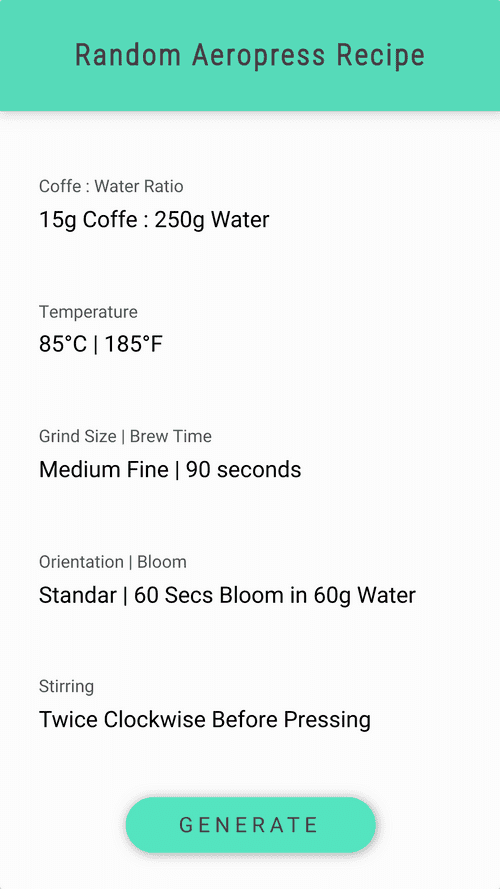 Random Aeropress Recipe
Coffe : Water Ratio
15g Coffe : 250g Water
Temperature
85°C | 185°F
Grind Size | Brew Time
Medium Fine | 90 seconds
Orientation | Bloom
Standar | 60 Secs Bloom in 60g Water
Stirring
Twice Clockwise Before Pressing
GENERATE